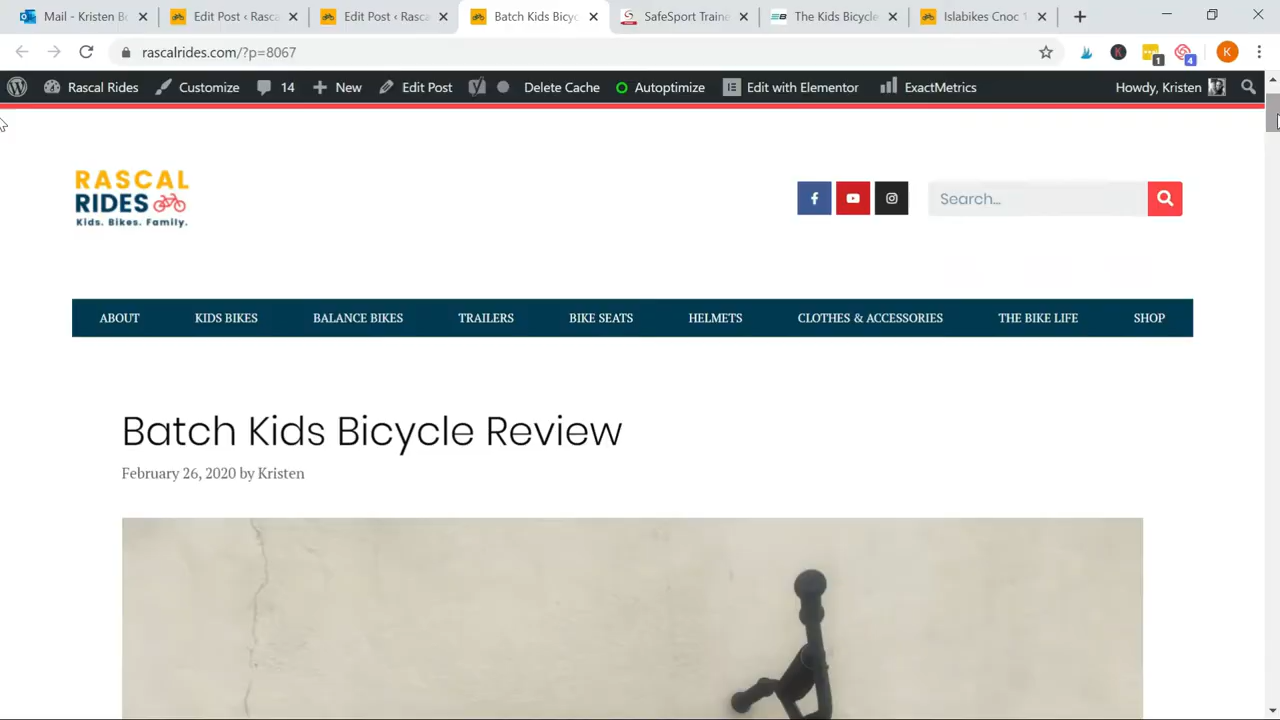 Mail - Kristen B
Edit Post ‹ Rasca
Edit Post ‹ Rasca
Batch Kids Bicyc
SafeSport Traine
The Kids Bicycle
Islabikes Cnoc 1
rascalrides.com/?p=8067
1
4
K
K
Rascal Rides
Customize
14
New
Edit Post
Delete Cache
Autoptimize
Edit with Elementor
ExactMetrics
Howdy, Kristen
RASCAL
RIDES
Kids. Bikes. Family.
Search...
ABOUT
KIDS BIKES
BALANCE BIKES
TRAILERS
BIKE SEATS
HELMETS
CLOTHES & ACCESSORIES
THE BIKE LIFE
SHOP
Batch Kids Bicycle Review
February 26, 2020 by Kristen